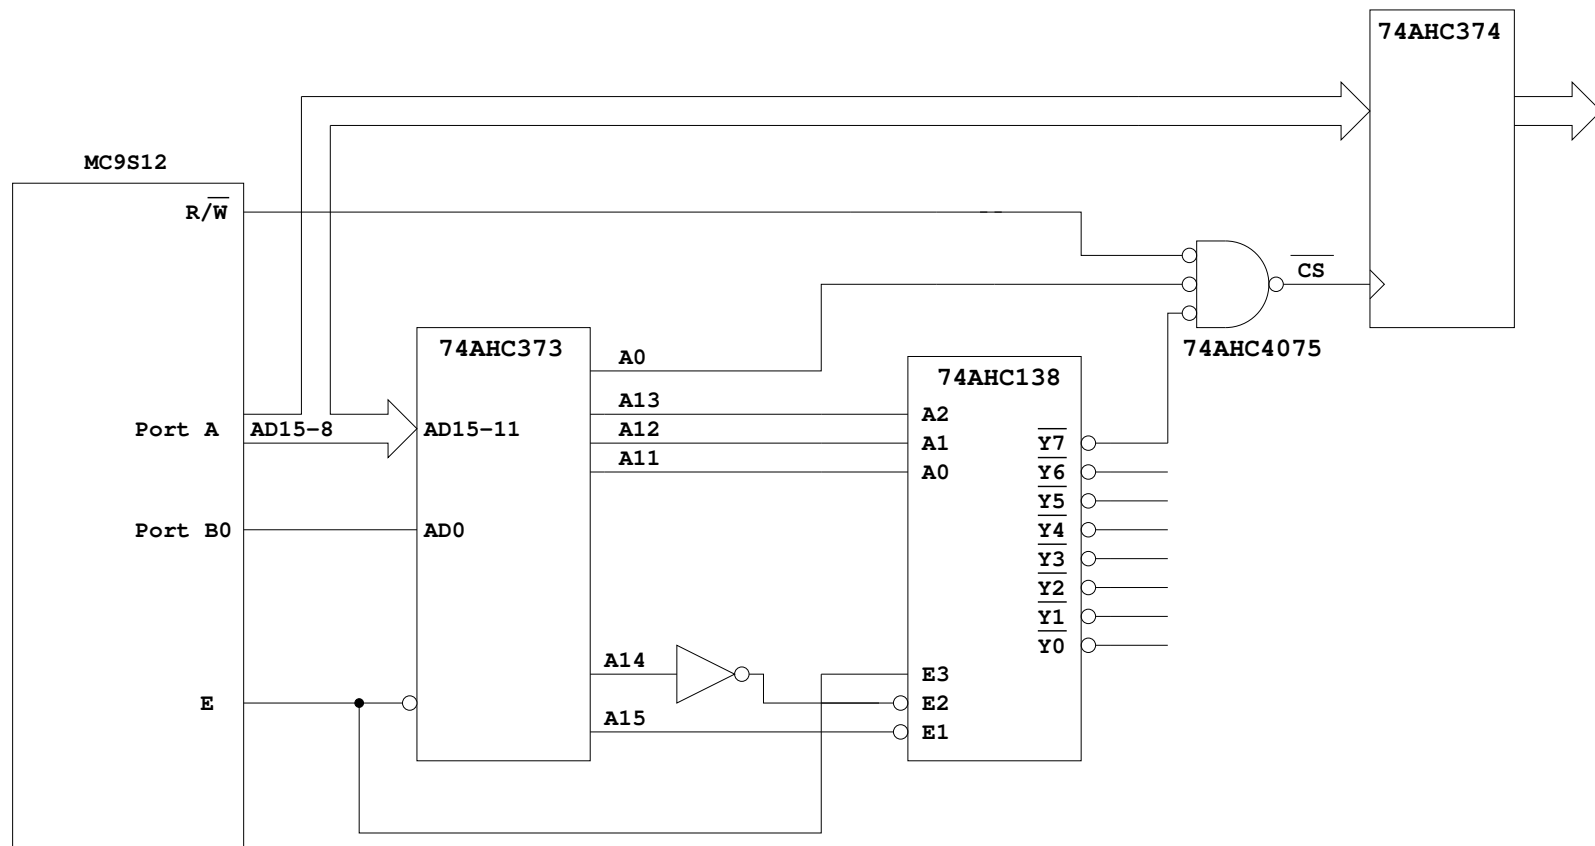 74AHC374
MC9S12
R/W
CS
74AHC4075
74AHC373
A0
74AHC138
A13
A2
Port A
AD15-8
AD15-11
A12
A1
Y7
A11
A0
Y6
Y5
Port B0
AD0
Y4
Y3
Y2
Y1
Y0
A14
E3
E
E2
A15
E1